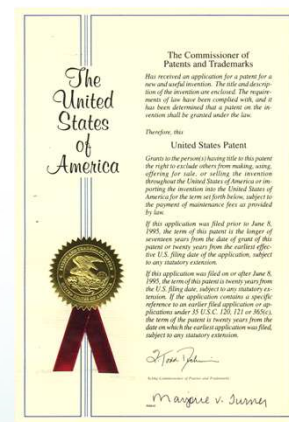 The
United
States
of
America
The Commissioner of
Patents and Trademarks
Has received an application for a patent for a
new and useful invention. The title and descrip-
tion of the invention are enclosed. The require-
ments of law have been complied with, and it
has been determined that a patent on the in-
vention shall be granted under the law.
Therefore, this
United States Patent
Grants to the person(s) having title to this patent
the right to exclude others from making, using,
offering for sale, or selling the invention
throughout the United States of America or im-
porting the invention into the United States of
America for the term set forth below, subject to
the payment of maintenance fees as provided
by law.
If this application was filed prior to June 8,
1995, the term of this patent is the longer of
seventeen years from the date of grant of this
patent or twenty years from the earliest effec-
tive U.S. filing date of the application, subject
to any statutory extension.
If this application was filed on or after June 8,
1995, the term of this patent is twenty years from
the U.S. filing date, subject to any statutory ex-
tension. If the application contains a specific
reference to an earlier filed application or ap-
plications under 35 U.S.C. 120, 121 or 365(c),
the term of the patent is twenty years from the
date on which the earliest application was filed,
subject to any statutory extension.
Acting Commissioner of Patents and Trademarks
Marjorie V. Turner